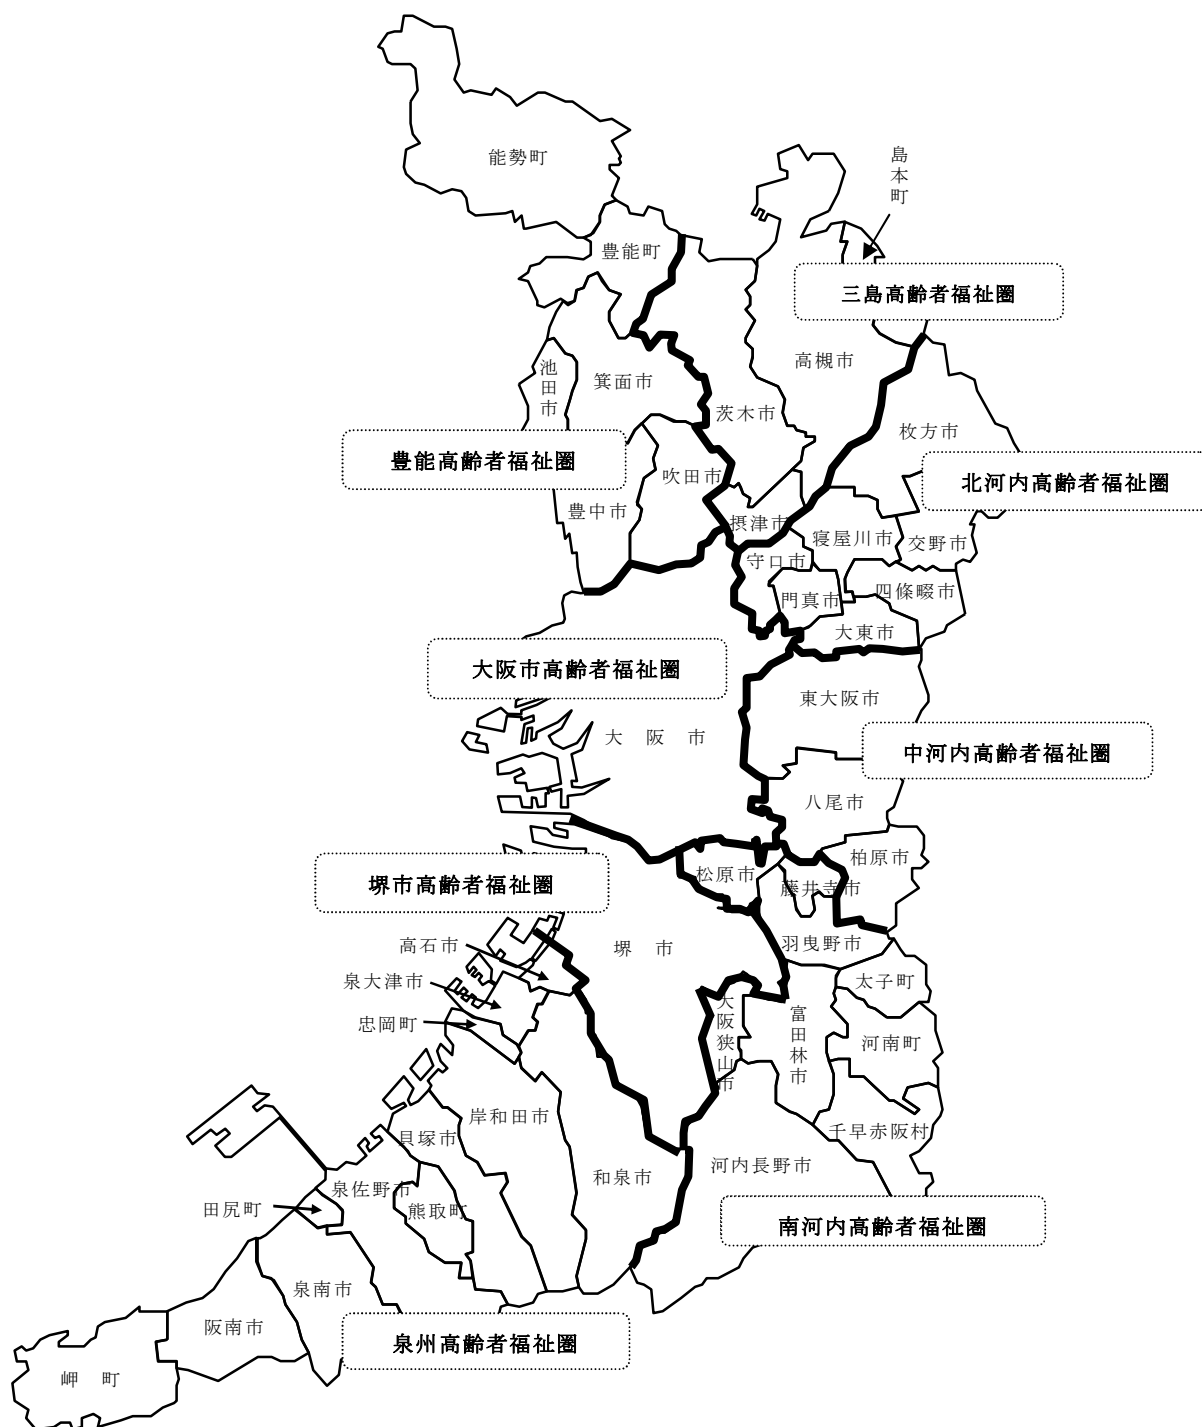 能勢町
島本町
豊能町
三島高齢者福祉圏
高槻市
池田市
箕面市
茨木市
枚方市
豊能高齢者福祉圏
吹田市
北河内高齢者福祉圏
豊中市
摂津市
寝屋川市
交野市
守口市
門真市
四條畷市
大東市
大阪市高齢者福祉圏
東大阪市
大阪市
中河内高齢者福祉圏
八尾市
柏原市
松原市
藤井寺市
堺市高齢者福祉圏
高石市
堺市
羽曳野市
泉大津市
太子町
大阪狭山市
富田林市
忠岡町
河南町
岸和田市
貝塚市
千早赤阪村
河内長野市
和泉市
泉佐野市
田尻町
熊取町
南河内高齢者福祉圏
泉南市
阪南市
泉州高齢者福祉圏
岬町